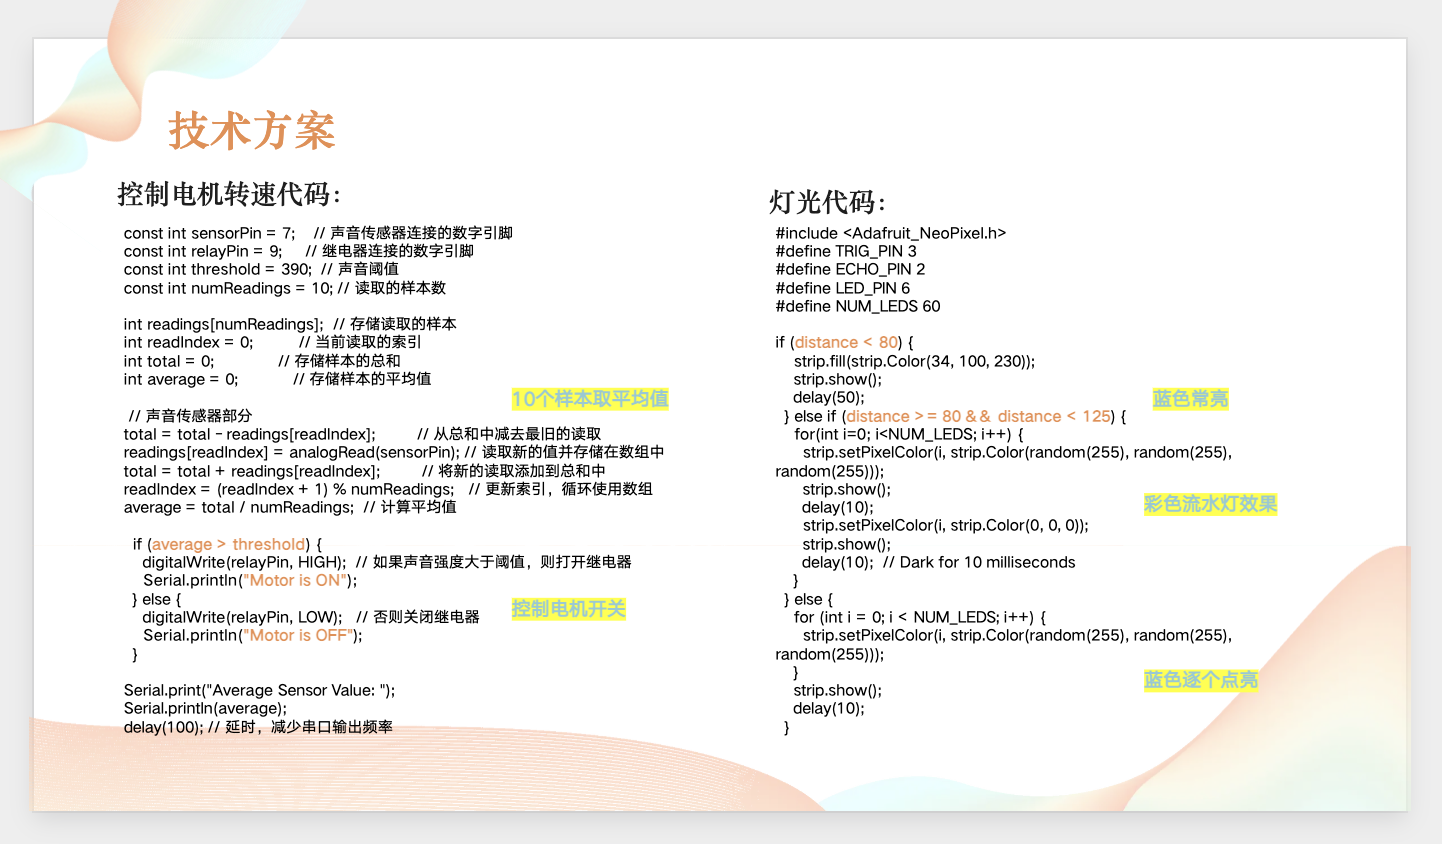 技术方案
控制电机转速代码：
const int sensorPin = 7;    // 声音传感器连接的数字引脚
const int relayPin = 9;     // 继电器连接的数字引脚
const int threshold = 390;  // 声音阈值
const int numReadings = 10; // 读取的样本数
int readings[numReadings];  // 存储读取的样本
int readIndex = 0;          // 当前读取的索引
int total = 0;              // 存储样本的总和
int average = 0;            // 存储样本的平均值
10个样本取平均值
// 声音传感器部分
total = total - readings[readIndex];         // 从总和中减去最旧的读取
readings[readIndex] = analogRead(sensorPin); // 读取新的值并存储在数组中
total = total + readings[readIndex];         // 将新的读取添加到总和中
readIndex = (readIndex + 1) % numReadings;   // 更新索引，循环使用数组
average = total / numReadings;  // 计算平均值
if (average > threshold) {
digitalWrite(relayPin, HIGH);  // 如果声音强度大于阈值，则打开继电器
Serial.println("Motor is ON");
} else {
控制电机开关
digitalWrite(relayPin, LOW);   // 否则关闭继电器
Serial.println("Motor is OFF");
}
Serial.print("Average Sensor Value: ");
Serial.println(average);
delay(100); // 延时，减少串口输出频率
灯光代码：
#include <Adafruit_NeoPixel.h>
#define TRIG_PIN 3
#define ECHO_PIN 2
#define LED_PIN 6
#define NUM_LEDS 60
if (distance < 80) {
strip.fill(strip.Color(34, 100, 230));
strip.show();
delay(50);
蓝色常亮
} else if (distance >= 80 && distance < 125) {
for(int i=0; i<NUM_LEDS; i++) {
strip.setPixelColor(i, strip.Color(random(255), random(255),
random(255)));
strip.show();
delay(10);
彩色流水灯效果
strip.setPixelColor(i, strip.Color(0, 0, 0));
strip.show();
delay(10);  // Dark for 10 milliseconds
}
} else {
for (int i = 0; i < NUM_LEDS; i++) {
strip.setPixelColor(i, strip.Color(random(255), random(255),
random(255)));
}
蓝色逐个点亮
strip.show();
delay(10);
}